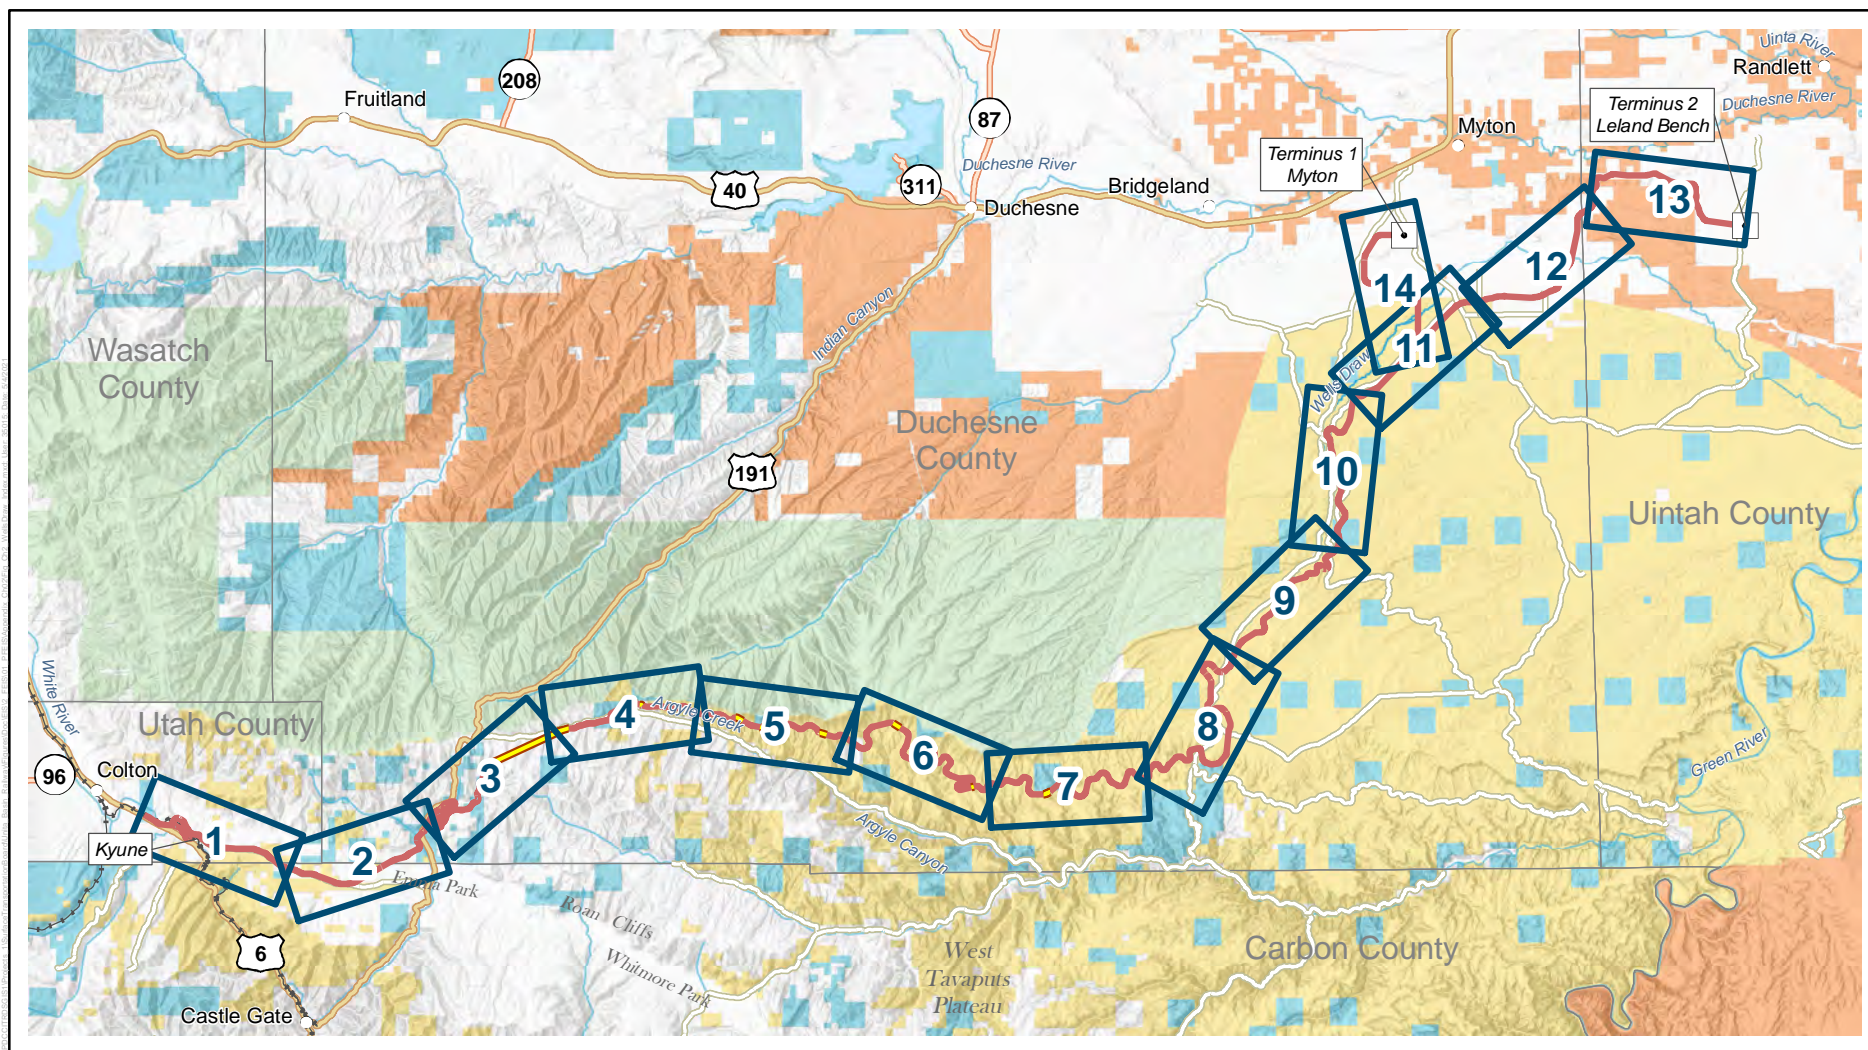 208
Fruitland
87
Uinta River
Randlett
Duchesne River
Terminus 2
Leland Bench
Myton
Terminus 1
Myton
Duchesne River
40
311
Bridgeland
Duchesne
13
12
14
11
Wells Draw
Indian Canyon
Wasatch
County
Duchesne
County
191
10
Uintah County
9
White River
Utah County
96
Colton
Kyune
1
2
3
4
Argyle Creek
5
6
7
8
Green River
Argyle Canyon
Emma Park
Roan Cliffs
Whitmore Park
West
Tavaputs
Plateau
Carbon County
6
Castle Gate